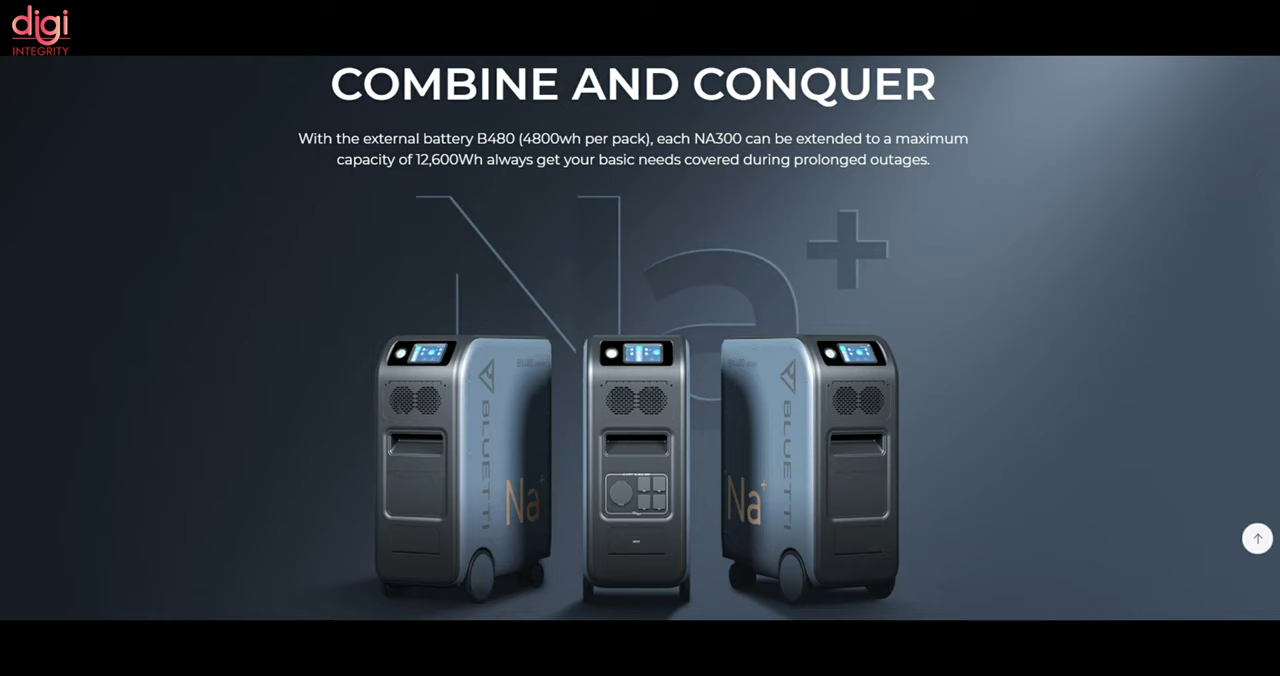 digi
INTEGRITY
COMBINE AND CONQUER
With the external battery B480 (4800wh per pack), each NA300 can be extended to a maximum
capacity of 12,600Wh always get your basic needs covered during prolonged outages.
Na+
BLUETTI
Na+
BLUETTI
Na+